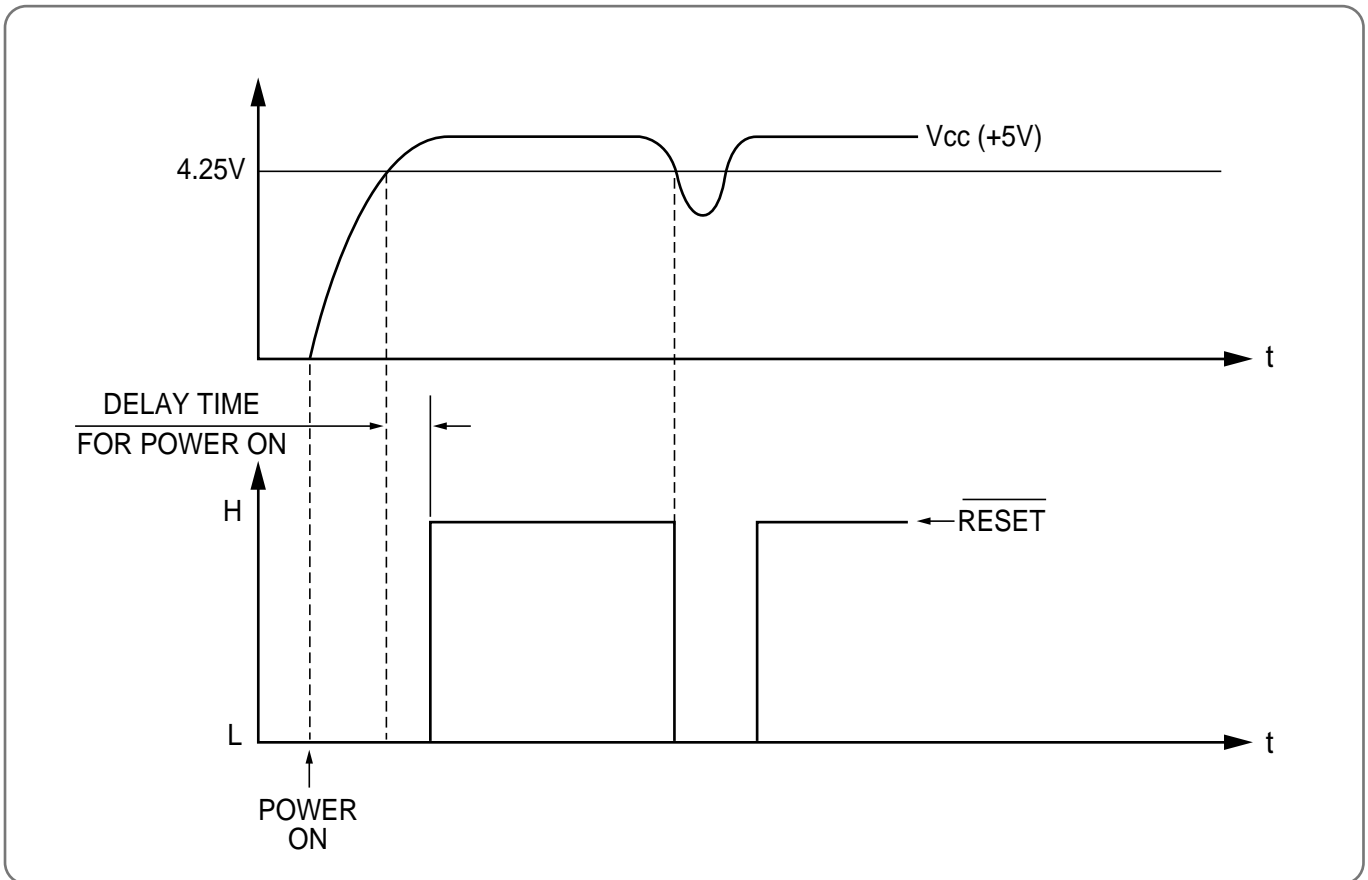 Vcc (+5V)
4.25V
t
DELAY TIME
FOR POWER ON
H
RESET
L
t
POWER
ON